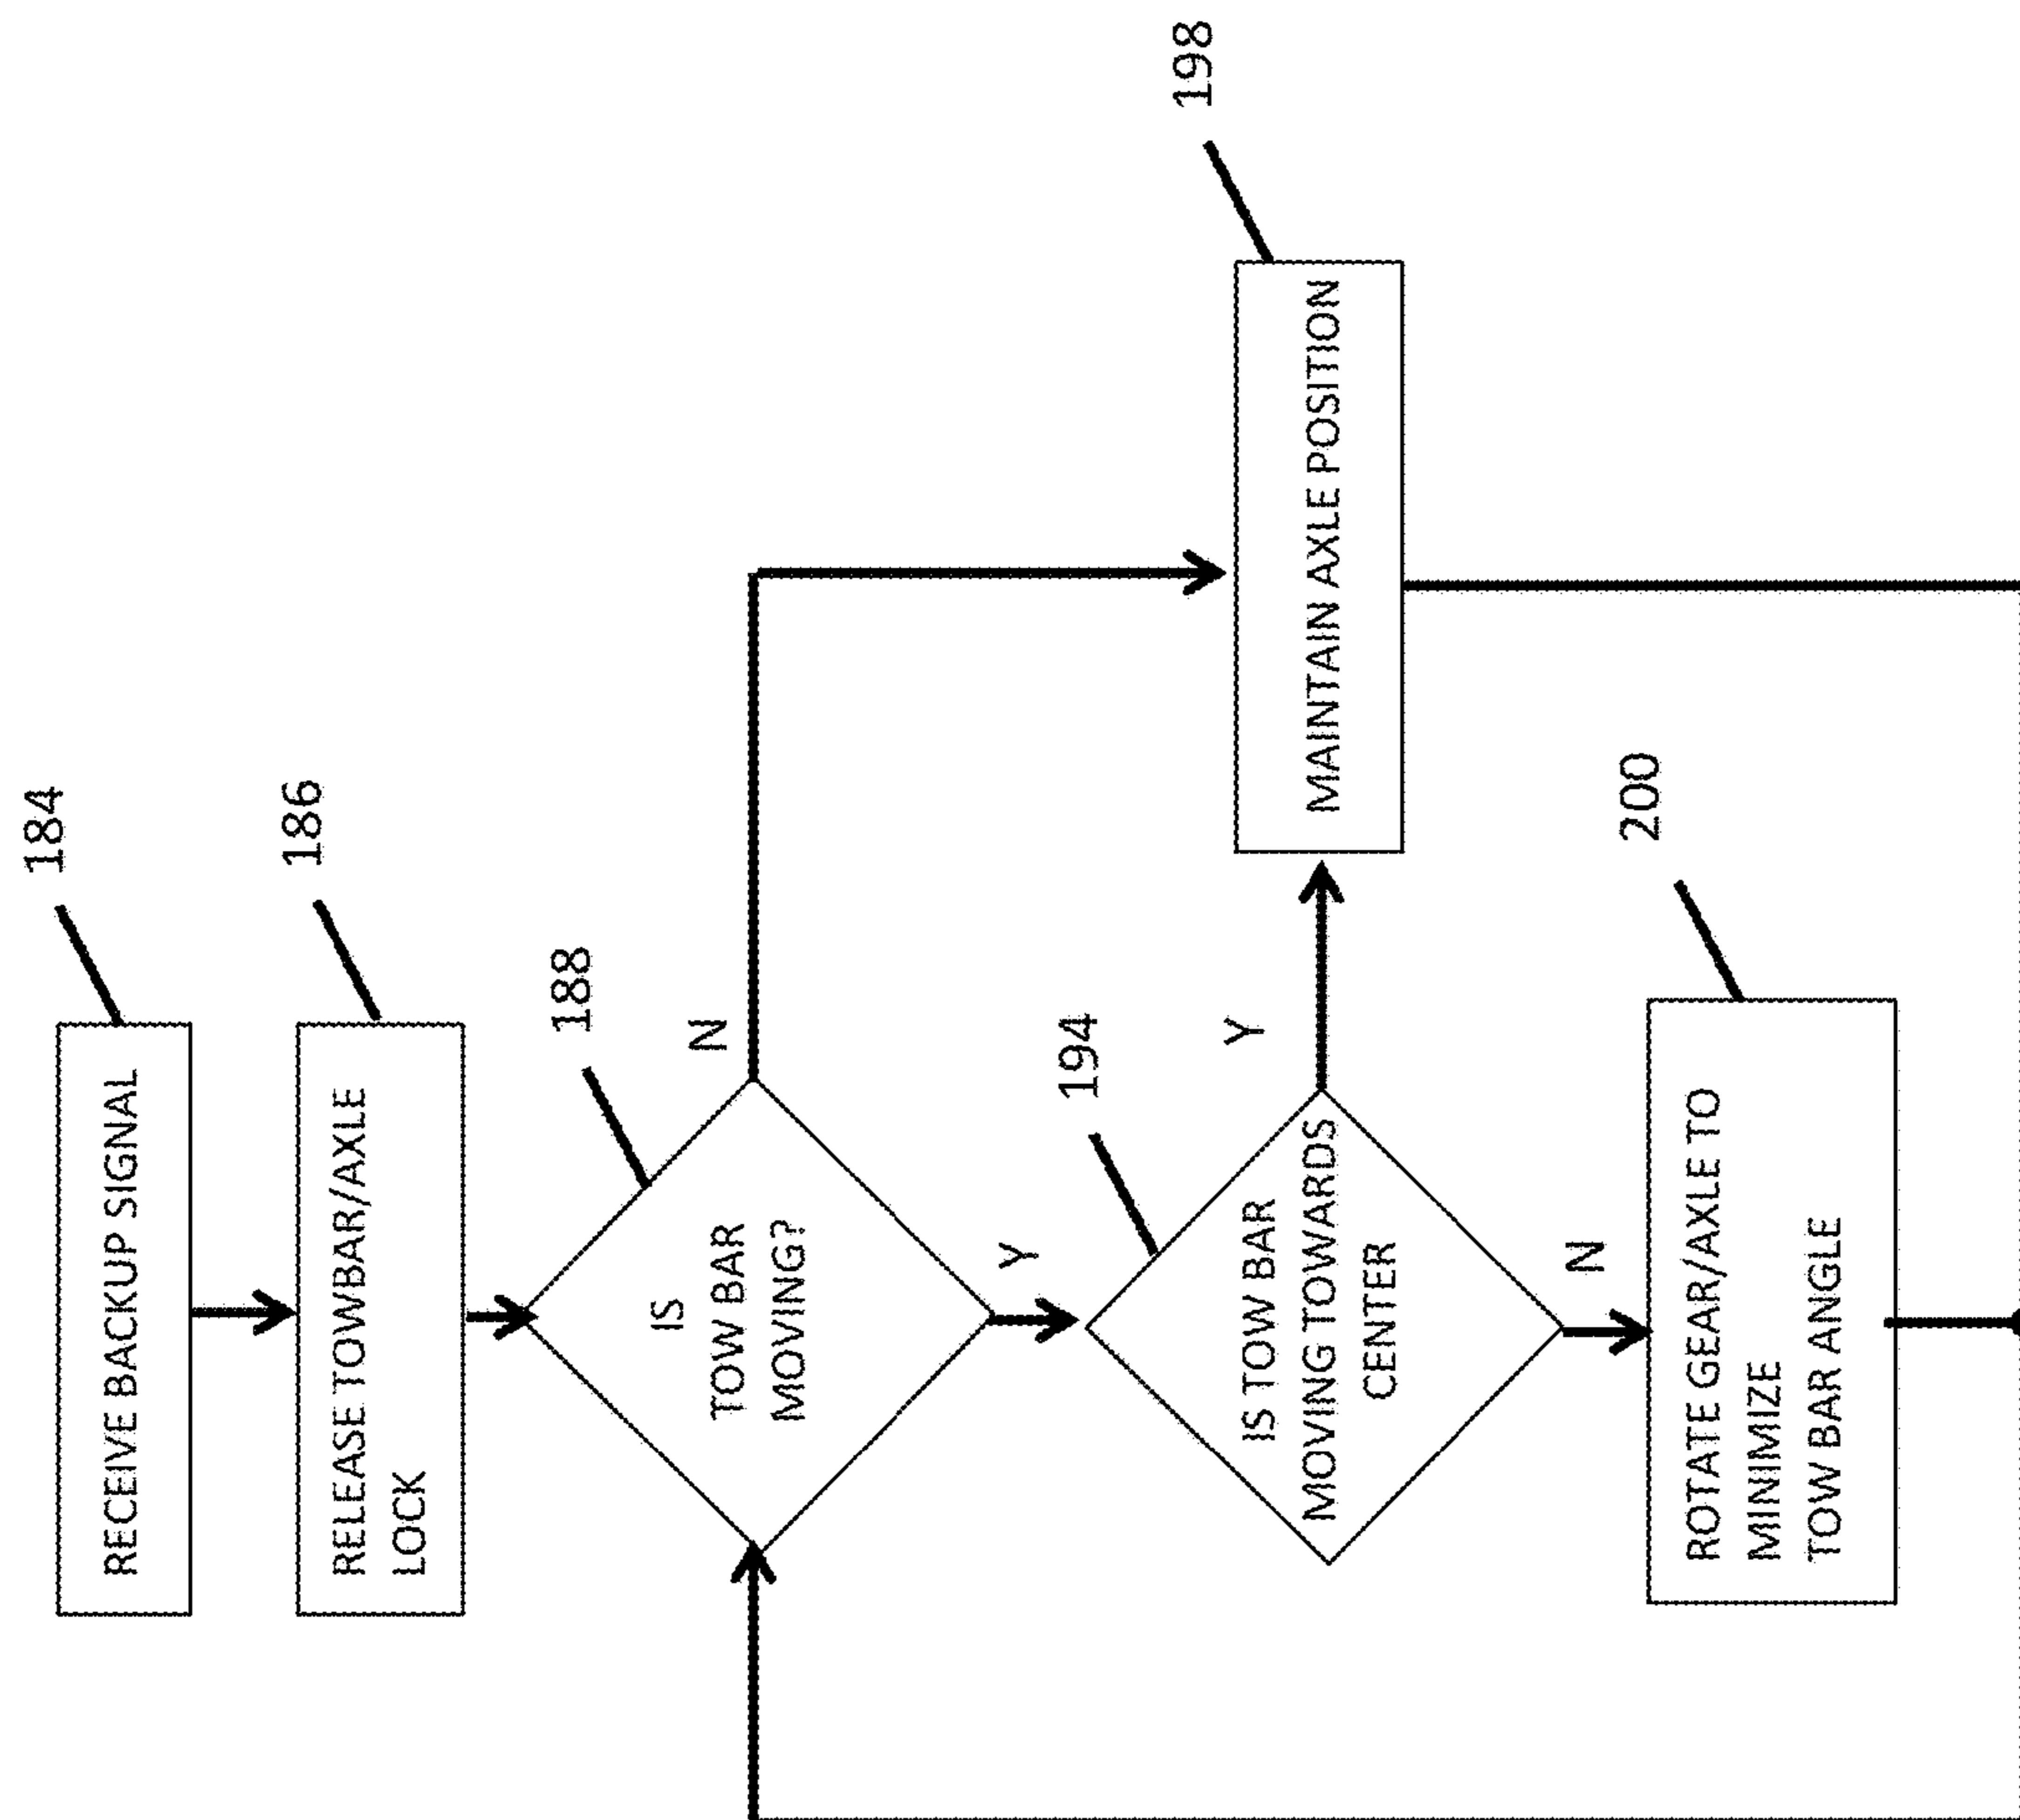 184
RECEIVE BACKUP SIGNAL
186
RELEASE TOWBAR/AXLE
LOCK
188
IS
TOW BAR
MOVING?
N
Y
194
IS TOW BAR
MOVING TOWARDS
CENTER
Y
N
198
MAINTAIN AXLE POSITION
200
ROTATE GEAR/AXLE TO
MINIMIZE
TOW BAR ANGLE